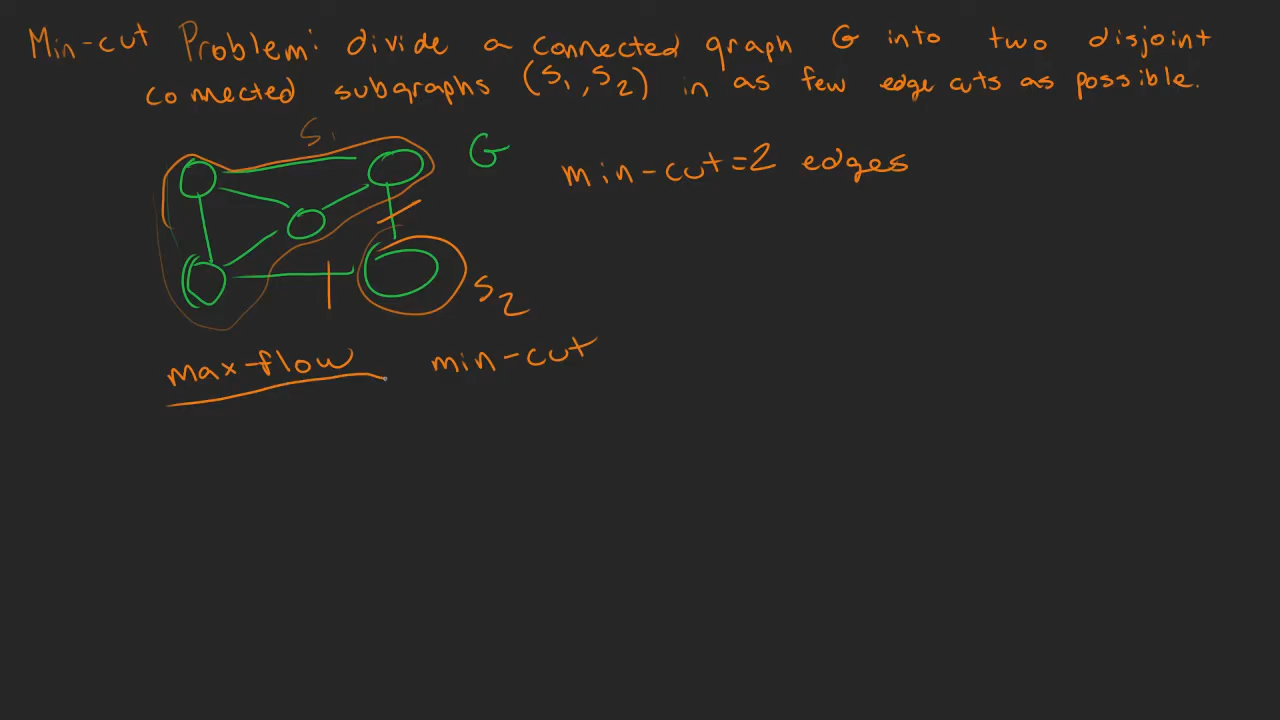 Min-cut Problem: divide a connected graph G into two disjoint
connected subgraphs (S1, S2) in as few edge cuts as possible.
S1
G
min-cut = 2 edges
S2
max-flow min-cut